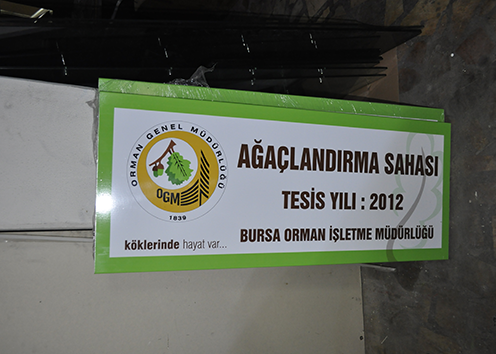 ORMAN GENEL MÜDÜRLÜĞÜ
OGM
1839
köklerinde hayat var...
AĞAÇLANDIRMA SAHASI
TESİS YILI : 2012
BURSA ORMAN İŞLETME MÜDÜRLÜĞÜ